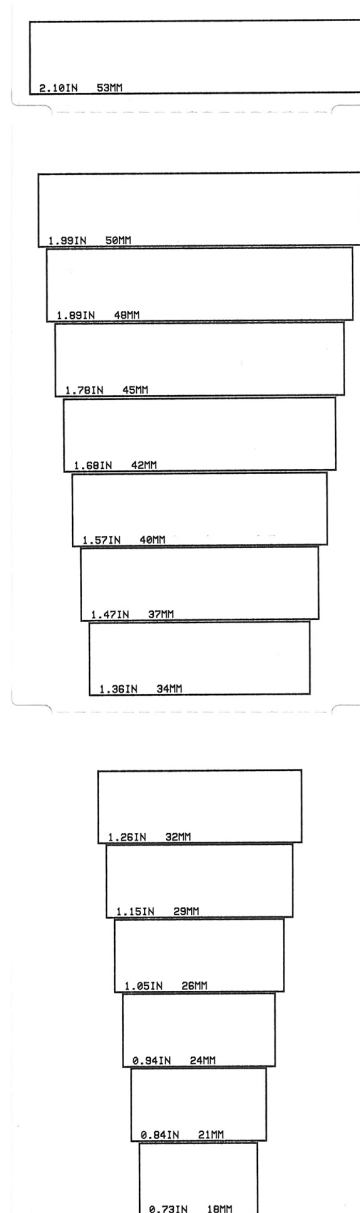 2.10IN 53MM
1.99IN 50MM
1.89IN 48MM
1.78IN 45MM
1.68IN 42MM
1.57IN 40MM
1.47IN 37MM
1.36IN 34MM
1.26IN 32MM
1.15IN 29MM
1.05IN 26MM
0.94IN 24MM
0.84IN 21MM
0.73IN 18MM